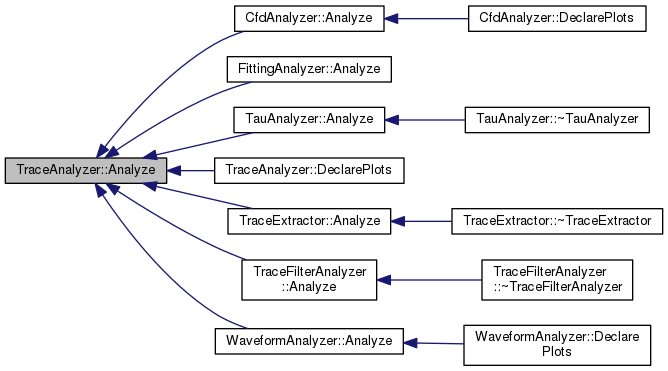 CfdAnalyzer::Analyze
CfdAnalyzer::DeclarePlots
FittingAnalyzer::Analyze
TauAnalyzer::Analyze
TauAnalyzer::~TauAnalyzer
TraceAnalyzer::Analyze
TraceAnalyzer::DeclarePlots
TraceExtractor::Analyze
TraceExtractor::~TraceExtractor
TraceFilterAnalyzer
::Analyze
TraceFilterAnalyzer
::~TraceFilterAnalyzer
WaveformAnalyzer::Analyze
WaveformAnalyzer::Declare
Plots